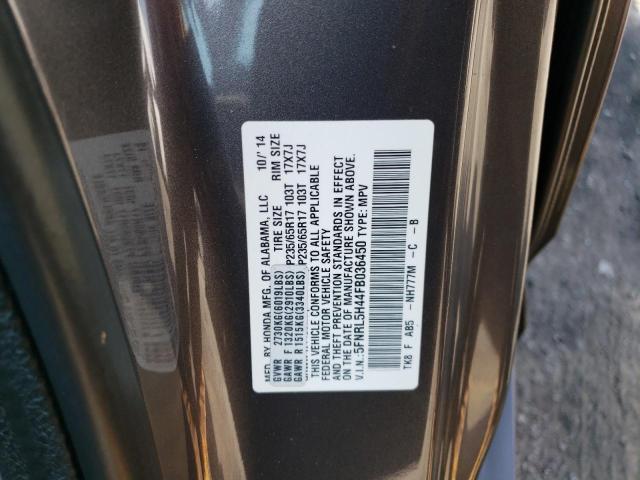 MFD. BY HONDA MFG. OF ALABAMA, LLC 10/'14
GVWR 2730KG(6019LBS) TIRE SIZE RIM SIZE
GAWR F 1320KG(2910LBS) P235/65R17 103T 17X7J
GAWR R 1515KG(3340LBS) P235/65R17 103T 17X7J
THIS VEHICLE CONFORMS TO ALL APPLICABLE
FEDERAL MOTOR VEHICLE SAFETY
AND THEFT PREVENTION STANDARDS IN EFFECT
ON THE DATE OF MANUFACTURE SHOWN ABOVE.
V.I.N.:5FNRL5H44FB036450 TYPE: MPV
TK8 F AB5 -NH777M -C -B